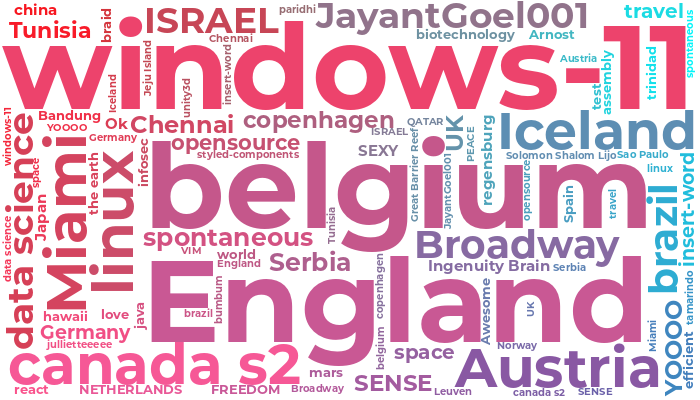 china
Tunisia
braid
ISRAEL
paridhi
JayantGoel001
travel
spontaneous
windows-11
Chennai
biotechnology
Arnost
Iceland
Jeju Island
unity3d
insert-word
Austria
test
assembly
trinidad
windows-11
Bandung
YOOOO
Ok
Chennai
copenhagen
ISRAEL
QATAR
UK
PEACE
Iceland
Germany
infosec
opensource
styled-components
SEXY
Great Barrier Reef
JayantGoel001
regensburg
Solomon Shalom Lijo
Sao Paulo
linux
data science
space
Miami
the earth
linux
belgium
opensource
Spain
travel
brazil
insert-word
Japan
data science
spontaneous
Tunisia
Broadway
VIM
world
England
Serbia
copenhagen
Ingenuity
Brain
Serbia
England
brazil
bumbum
Awesome
UK
tamorindo
hawaii
love
java
Germany
jullietteeeee
belgium
space
Norway
Miami
YOOOO
efficient
canada s2
mars
SENSE
Austria
react
NETHERLANDS
FREEDOM
Broadway
Leuven
canada s2
SENSE